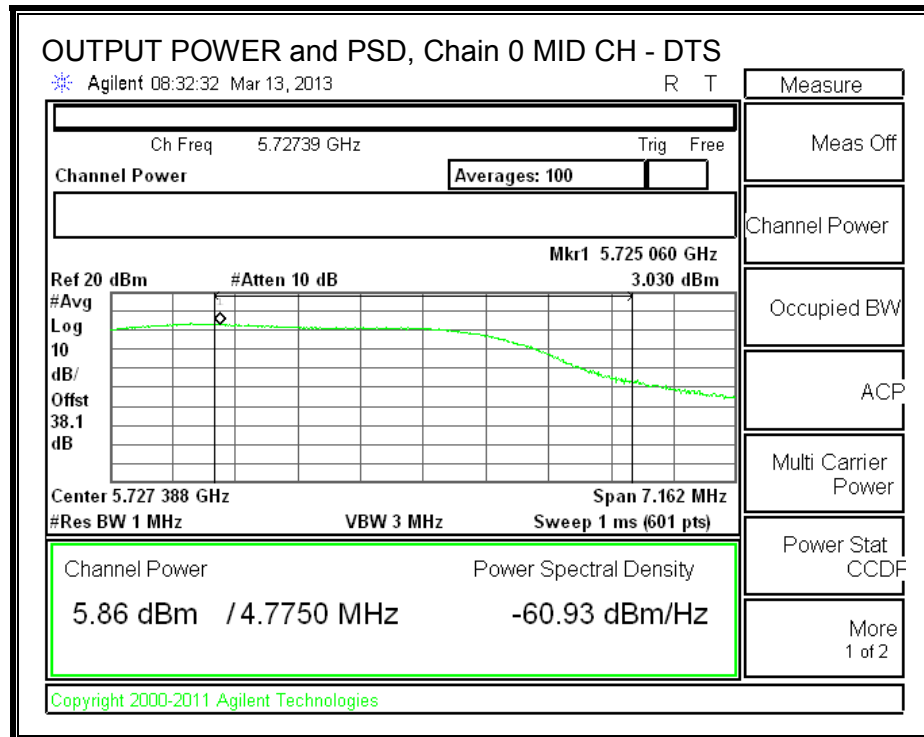 OUTPUT POWER and PSD, Chain 0 MID CH - DTS
Agilent 08:32:32 Mar 13, 2013 R T
Measure
Ch Freq 5.72739 GHz Trig Free
Meas Off
Channel Power Averages: 100
Channel Power
Mkr1 5.725 060 GHz
Ref 20 dBm #Atten 10 dB 3.030 dBm
#Avg
Log
10
dB/
Offst
38.1
dB
1
Occupied BW
ACP
Center 5.727 388 GHz Span 7.162 MHz
#Res BW 1 MHz VBW 3 MHz Sweep 1 ms (601 pts)
Multi Carrier
Power
Channel Power Power Spectral Density
5.86 dBm / 4.7750 MHz -60.93 dBm/Hz
Power Stat
CCDF
More
1 of 2
Copyright 2000-2011 Agilent Technologies